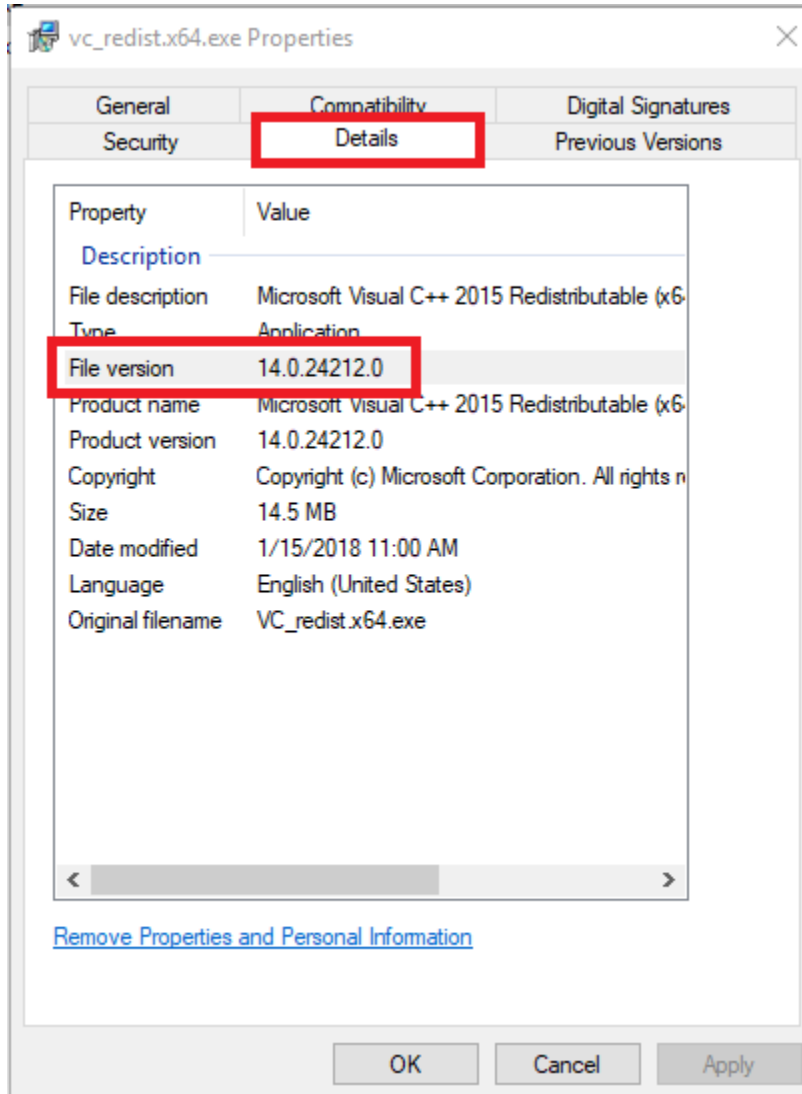 vc_redist.x64.exe Properties
General Compatibility Digital Signatures
Security Details Previous Versions
Property Value
Description
File description Microsoft Visual C++ 2015 Redistributable (x6
Type Application
File version 14.0.24212.0
Product name Microsoft Visual C++ 2015 Redistributable (x6
Product version 14.0.24212.0
Copyright Copyright (c) Microsoft Corporation. All rights r
Size 14.5 MB
Date modified 1/15/2018 11:00 AM
Language English (United States)
Original filename VC_redist.x64.exe
Remove Properties and Personal Information
OK Cancel Apply